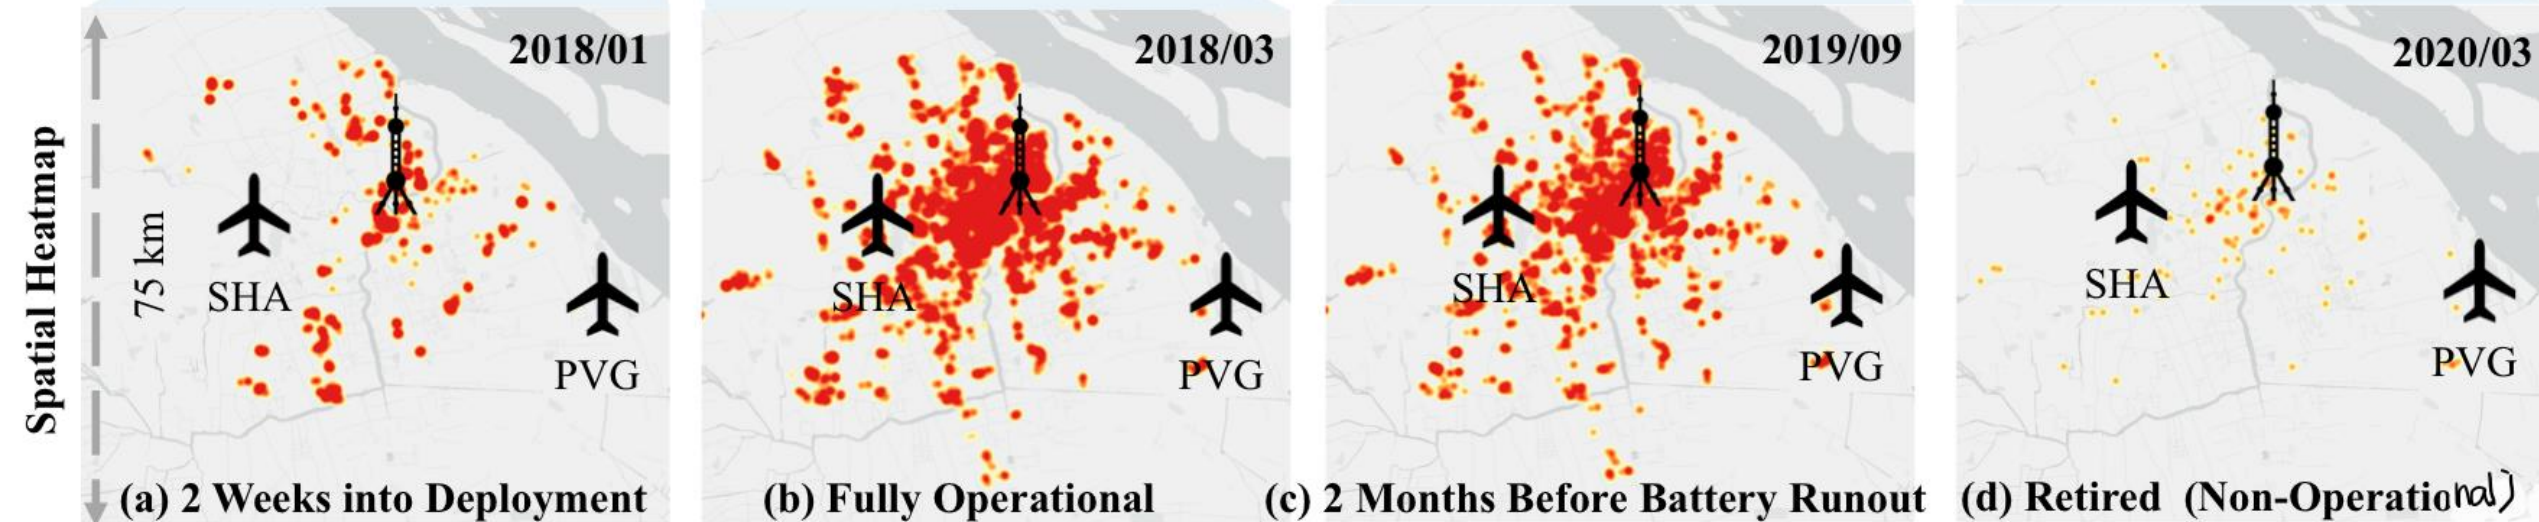 Spatial Heatmap
75 km
2018/01
SHA
PVG
(a) 2 Weeks into Deployment
2018/03
SHA
PVG
(b) Fully Operational
2019/09
SHA
PVG
(c) 2 Months Before Battery Runout
2020/03
SHA
PVG
(d) Retired (Non-Operational)